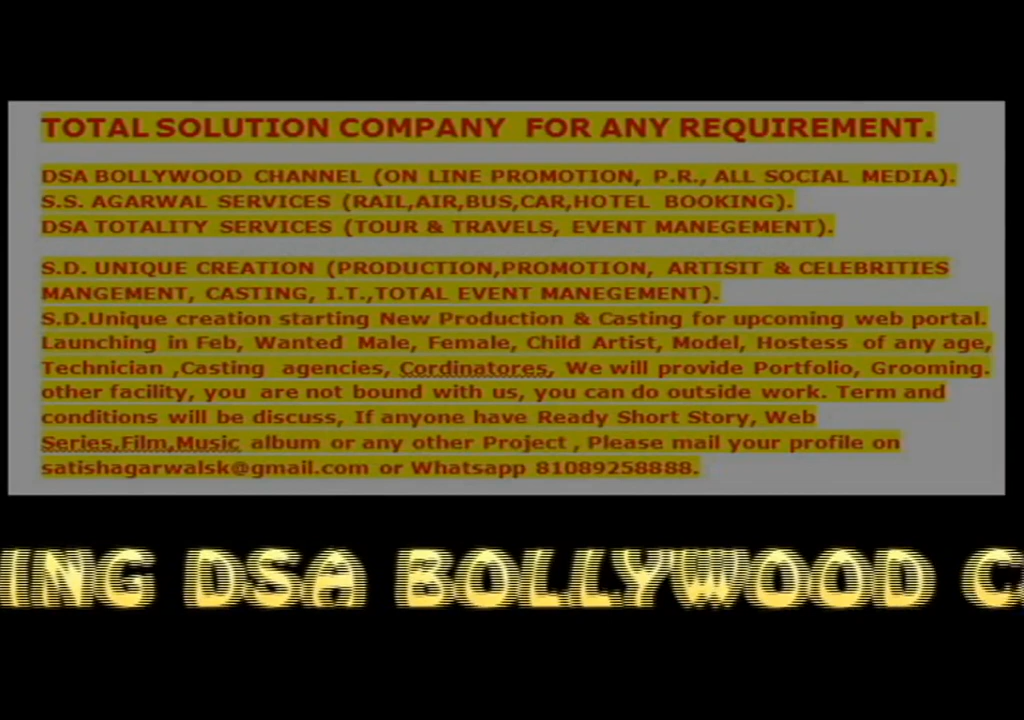 TOTAL SOLUTION COMPANY FOR ANY REQUIREMENT.
DSA BOLLYWOOD CHANNEL (ON LINE PROMOTION, P.R., ALL SOCIAL MEDIA).
S.S. AGARWAL SERVICES (RAIL,AIR,BUS,CAR,HOTEL BOOKING).
DSA TOTALITY SERVICES (TOUR & TRAVELS, EVENT MANEGEMENT).
S.D. UNIQUE CREATION (PRODUCTION,PROMOTION, ARTISIT & CELEBRITIES
MANGEMENT, CASTING, I.T.,TOTAL EVENT MANEGEMENT).
S.D.Unique creation starting New Production & Casting for upcoming web portal.
Launching in Feb, Wanted Male, Female, Child Artist, Model, Hostess of any age,
Technician ,Casting agencies, Cordinatores, We will provide Portfolio, Grooming.
other facility, you are not bound with us, you can do outside work. Term and
conditions will be discuss, If anyone have Ready Short Story, Web
Series,Film,Music album or any other Project , Please mail your profile on
satishagarwalsk@gmail.com or Whatsapp 81089258888.
ING DSA BOLLYWOOD